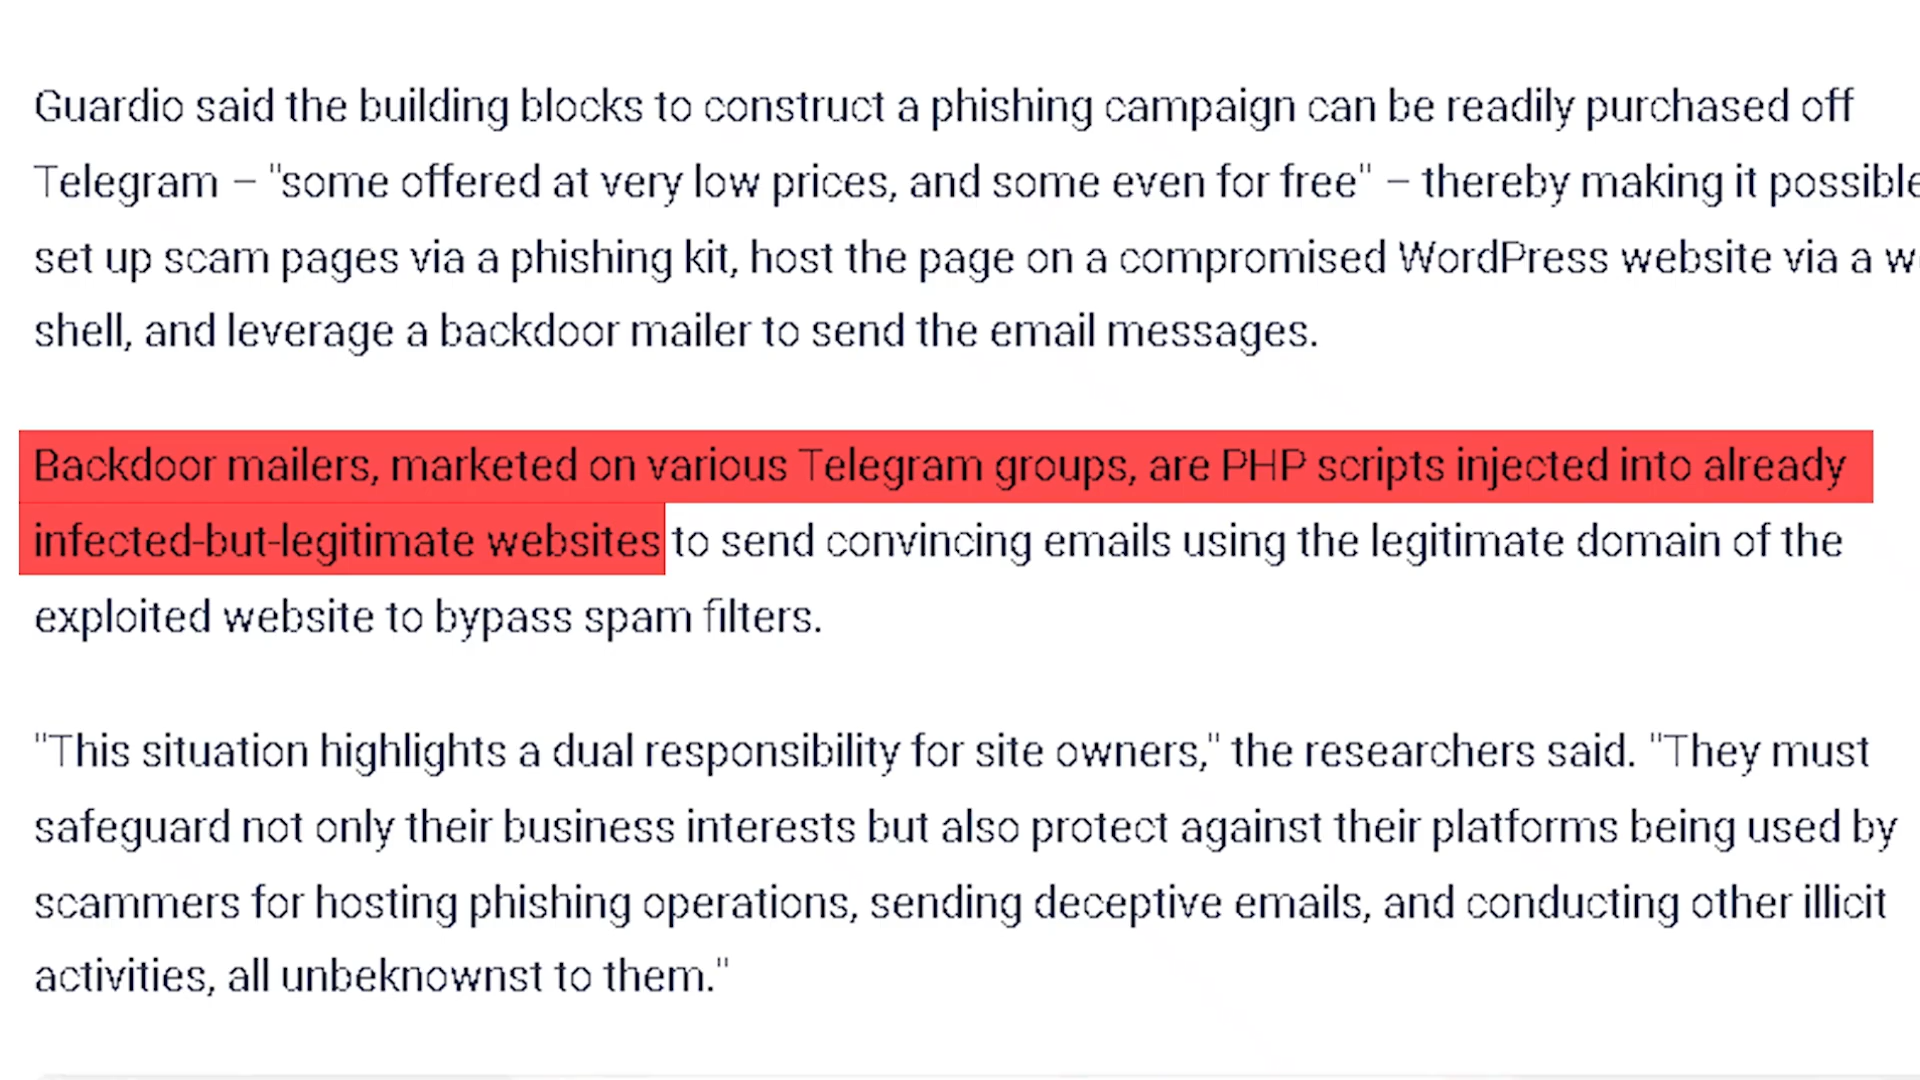 Guardio said the building blocks to construct a phishing campaign can be readily purchased off
Telegram – "some offered at very low prices, and some even for free" – thereby making it possible
set up scam pages via a phishing kit, host the page on a compromised WordPress website via a
shell, and leverage a backdoor mailer to send the email messages.
Backdoor mailers, marketed on various Telegram groups, are PHP scripts injected into already
infected-but-legitimate websites to send convincing emails using the legitimate domain of the
exploited website to bypass spam filters.
"This situation highlights a dual responsibility for site owners," the researchers said. "They must
safeguard not only their business interests but also protect against their platforms being used by
scammers for hosting phishing operations, sending deceptive emails, and conducting other illicit
activities, all unbeknownst to them."